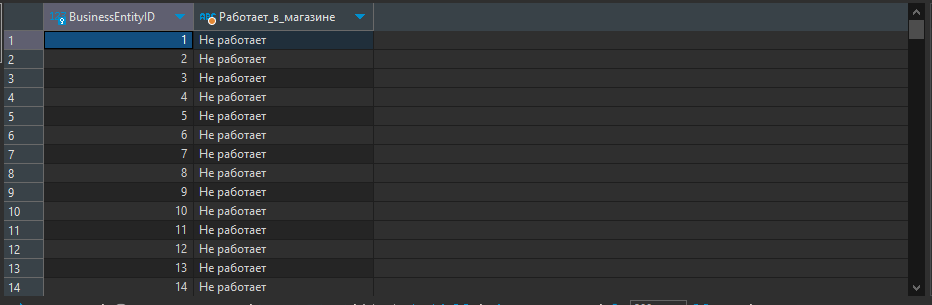 BusinessEntityID Работает_в_магазине
1 1 Не работает
2 2 Не работает
3 3 Не работает
4 4 Не работает
5 5 Не работает
6 6 Не работает
7 7 Не работает
8 8 Не работает
9 9 Не работает
10 10 Не работает
11 11 Не работает
12 12 Не работает
13 13 Не работает
14 14 Не работает